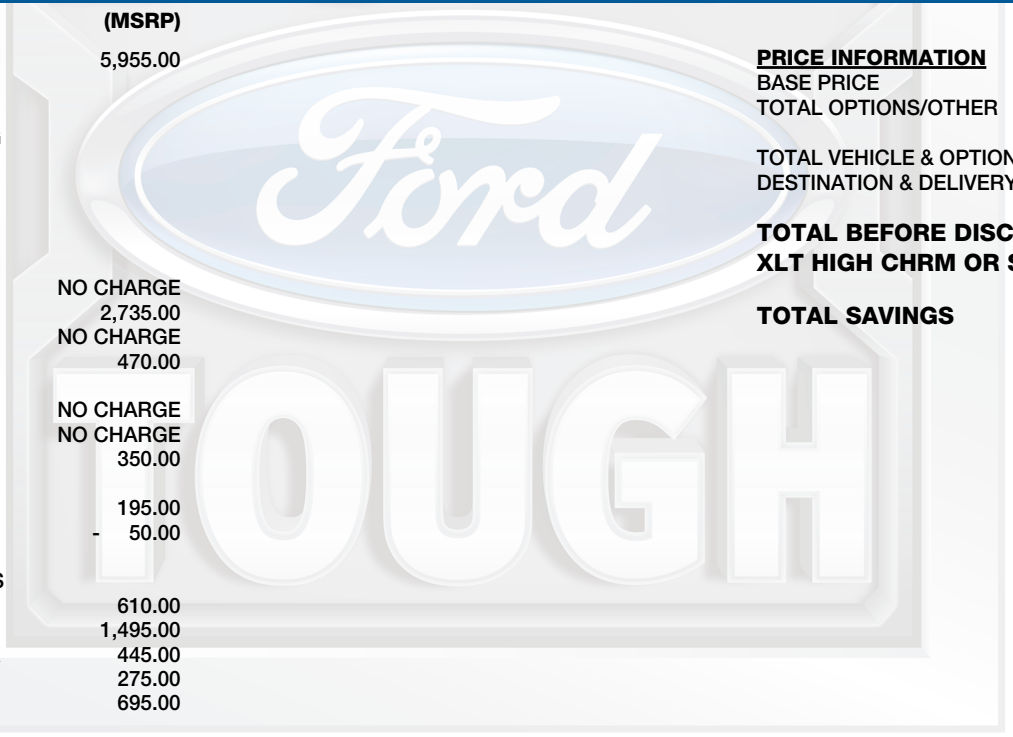 (MSRP)
5,955.00
NO CHARGE
2,735.00
NO CHARGE
470.00
NO CHARGE
NO CHARGE
350.00
195.00
- 50.00
S
610.00
1,495.00
445.00
275.00
695.00
PRICE INFORMATION
BASE PRICE
TOTAL OPTIONS/OTHER
TOTAL VEHICLE & OPTION
DESTINATION & DELIVERY
TOTAL BEFORE DISC
XLT HIGH CHRM OR S
TOTAL SAVINGS
Ford
TOUGH